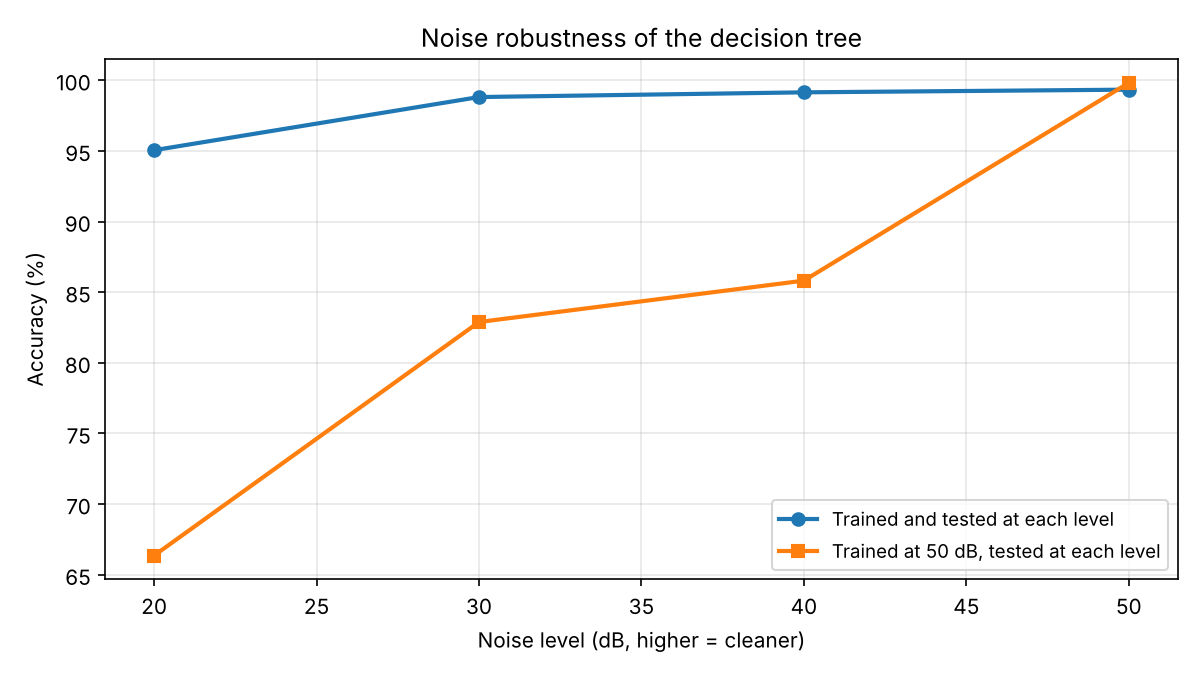 Noise robustness of the decision tree
Accuracy (%)
100
95
90
85
80
75
70
65
Trained and tested at each level
Trained at 50 dB, tested at each level
20 25 30 35 40 45 50
Noise level (dB, higher = cleaner)